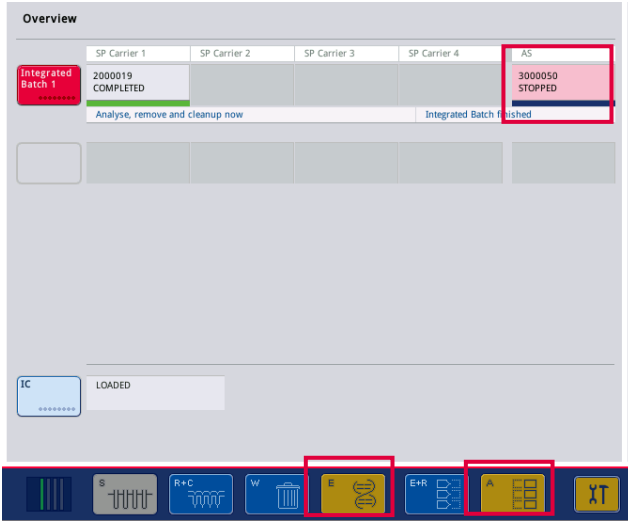 Overview
SP Carrier 1
SP Carrier 2
SP Carrier 3
SP Carrier 4
AS
Integrated
Batch 1
2000019
COMPLETED
3000050
STOPPED
Analyse, remove and cleanup now
Integrated Batch finished
IC
LOADED
S
R+C
W
E
E+R
A